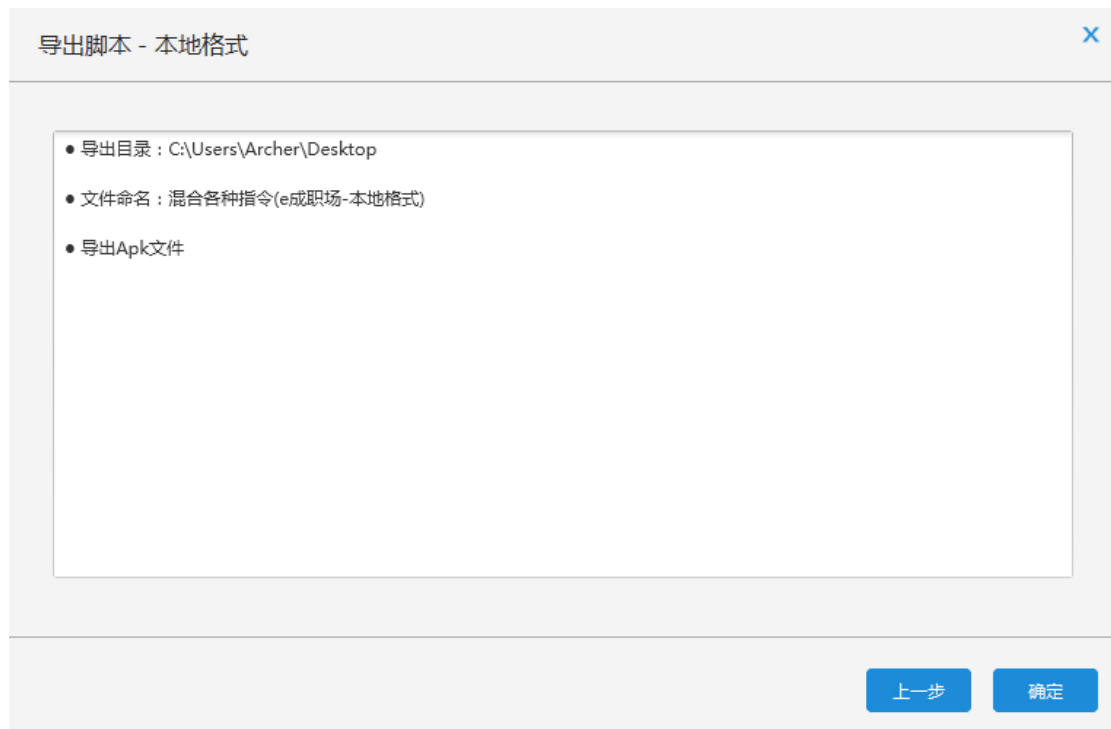 导出脚本 - 本地格式
X
● 导出目录：C:\Users\Archer\Desktop
● 文件命名：混合各种指令(e成职场-本地格式)
● 导出Apk文件
上一步
确定